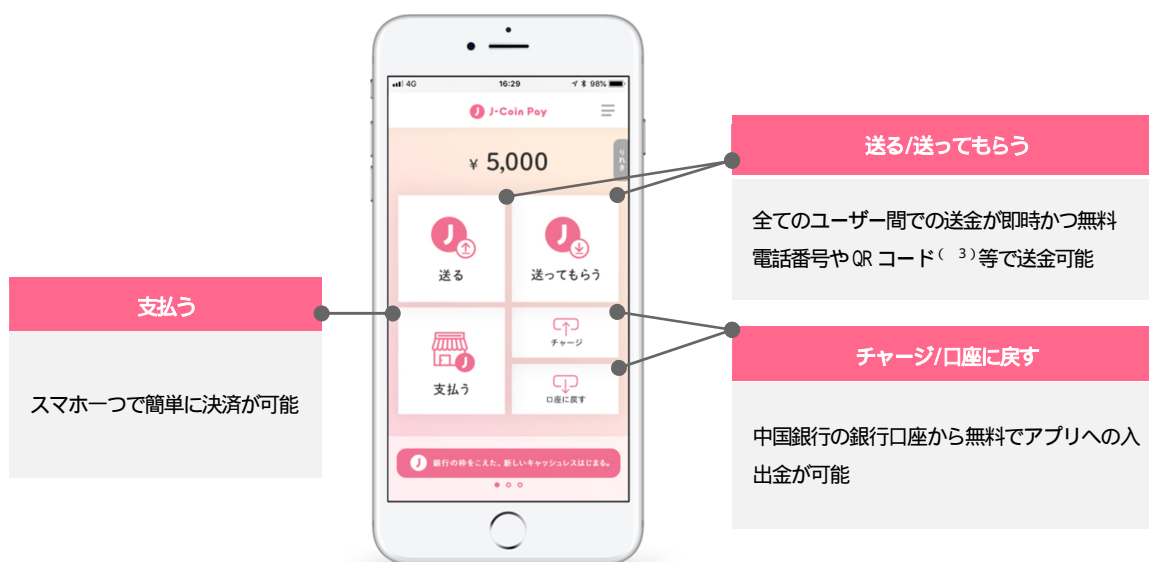 4G 16:29 98%
J-Coin Pay
¥ 5,000
りれき
送る
送ってもらう
支払う
チャージ
口座に戻す
銀行の枠をこえた、新しいキャッシュレスはじまる。
支払う
スマホ一つで簡単に決済が可能
送る/送ってもらう
全てのユーザー間での送金が即時かつ無料
電話番号やQRコード( 3)等で送金可能
チャージ/口座に戻す
中国銀行の銀行口座から無料でアプリへの入
出金が可能